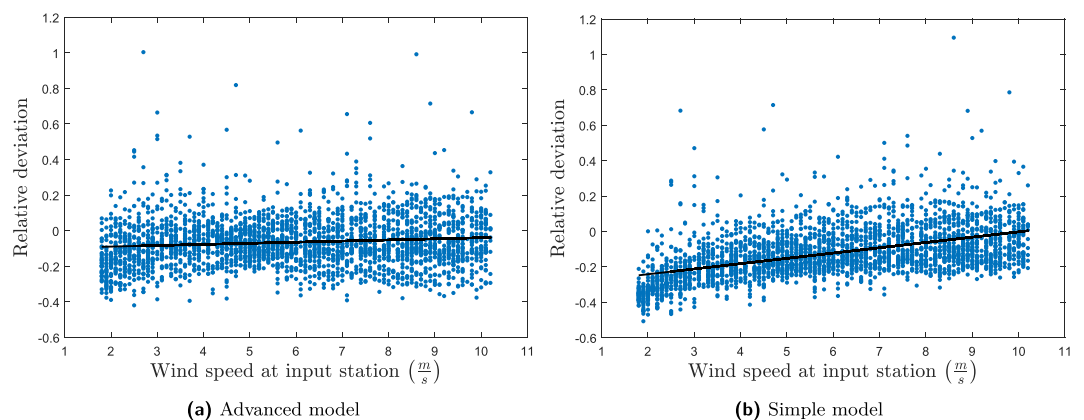 1.2
1
0.8
0.6
0.4
0.2
0
-0.2
-0.4
-0.6
Relative deviation
1 2 3 4 5 6 7 8 9 10 11
Wind speed at input station (m/s)
(a) Advanced model
1.2
1
0.8
0.6
0.4
0.2
0
-0.2
-0.4
-0.6
Relative deviation
1 2 3 4 5 6 7 8 9 10 11
Wind speed at input station (m/s)
(b) Simple model